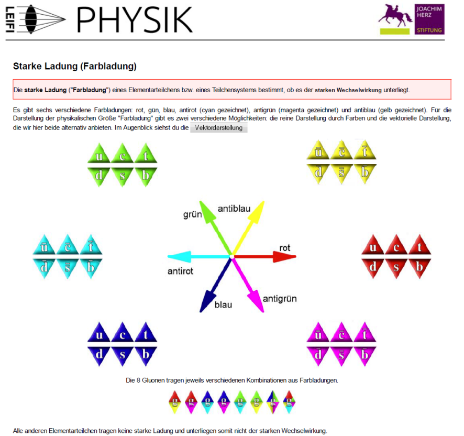 LEIFI PHYSIK
JOACHIM
HERZ
STIFTUNG
Starke Ladung (Farbladung)
Die starke Ladung ("Farbladung") eines Elementarteilchens bzw. eines Teilchensystems bestimmt, ob es der starken Wechselwirkung unterliegt.
Es gibt sechs verschiedene Farbladungen: rot, grün, blau, antirot (cyan gezeichnet), antigrün (magenta gezeichnet) und antiblau (gelb gezeichnet). Für die
Darstellung der physikalischen Größe "Farbladung" gibt es zwei verschiedene Möglichkeiten: die reine Darstellung durch Farben und die vektorielle Darstellung,
die wir hier beide alternativ anbieten. Im Augenblick siehst du die Vektordarstellung
u c t
d s b
ū c̄ t̄
d̄ s̄ b̄
grün antiblau
ū c̄ t̄
d̄ s̄ b̄
antirot rot
u c t
d s b
blau antigrün
u c t
d s b
ū c̄ t̄
d̄ s̄ b̄
Die 8 Gluonen tragen jeweils verschiedenen Kombinationen aus Farbladungen,
Alle anderen Elementarteilchen tragen keine starke Ladung und unterliegen somit nicht der starken Wechselwirkung.